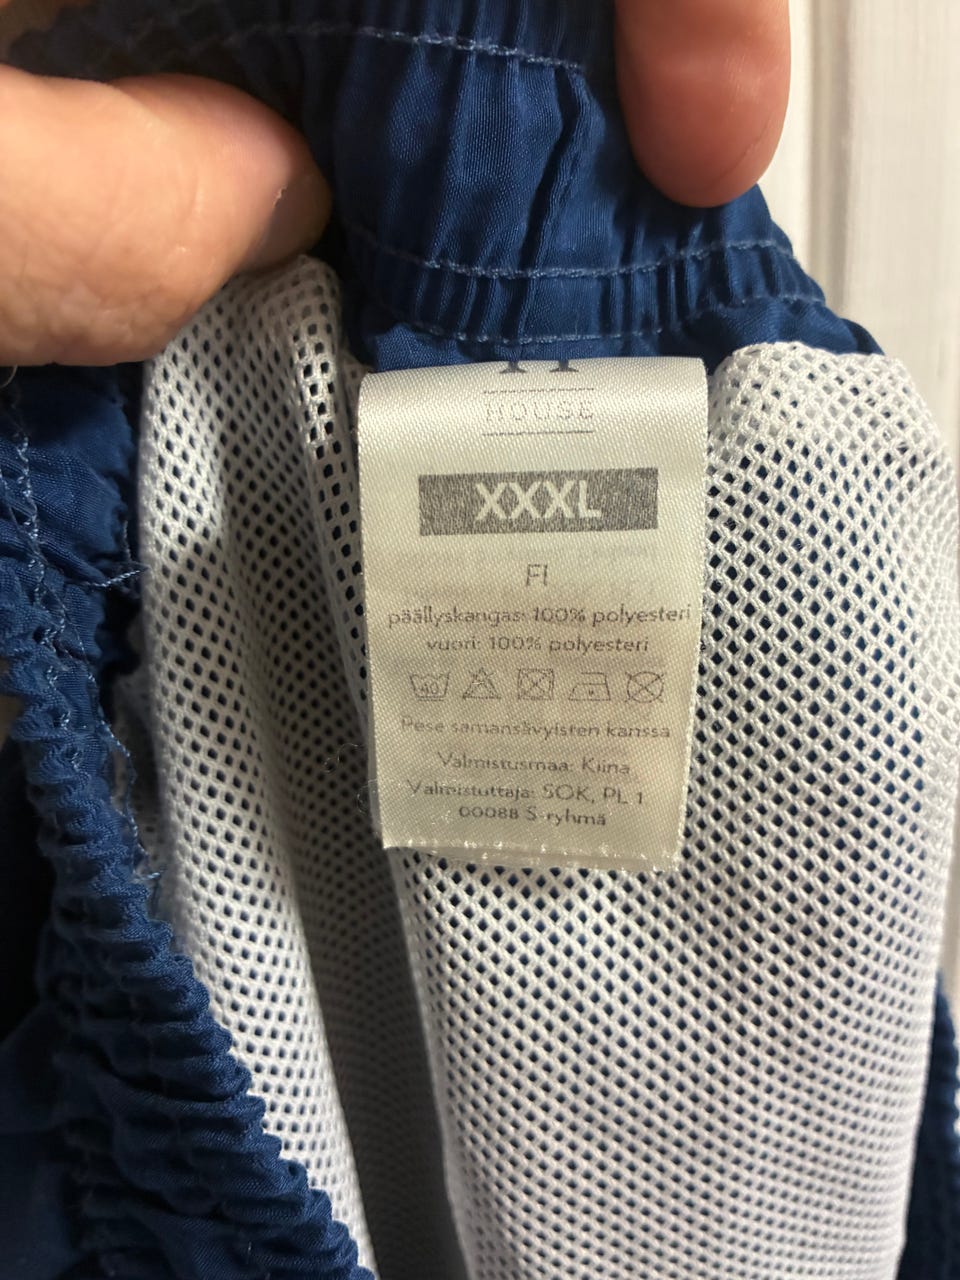 HOUSE
XXXL
FI
päällyskangas: 100% polyesteri
vuori: 100% polyesteri
40
Pese samansävyisten kanssa
Valmistusmaa: Kiina
Valmistuttaja: SOK, PL 1
00088 S-ryhmä